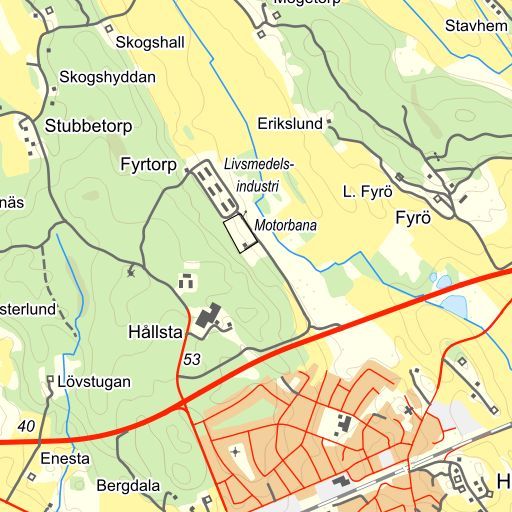 Mogetorp
Stavhem
Skogshall
Skogshyddan
Stubbetorp
Erikslund
Fyrtorp
Livsmedels-
industri
näs
L. Fyrö
Fyrö
Motorbana
sterlund
Hållsta
53
Lövstugan
40
Enesta
Bergdala
H